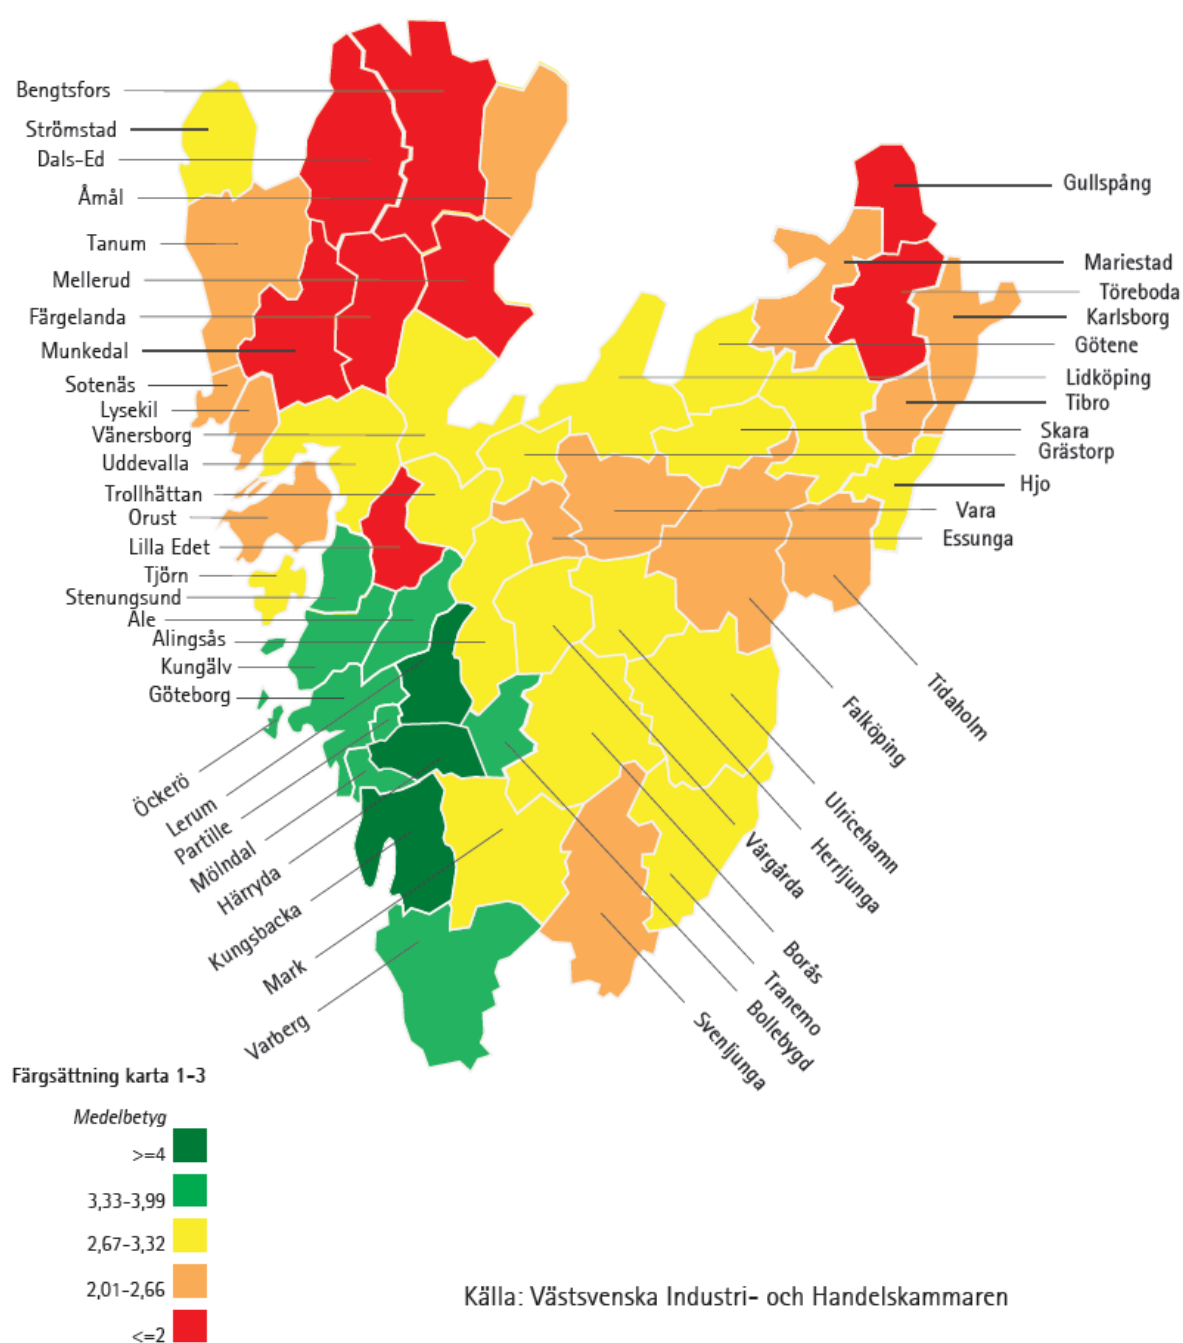 Bengtsfors
Strömstad
Dals-Ed
Åmål
Tanum
Mellerud
Färgelanda
Munkedal
Sotenäs
Lysekil
Vänersborg
Uddevalla
Trollhättan
Orust
Lilla Edet
Tjörn
Stenungsund
Ale
Alingsås
Kungälv
Göteborg
Öckerö
Lerum
Partille
Mölndal
Härryda
Kungsbacka
Mark
Varberg
Gullspång
Mariestad
Töreboda
Karlsborg
Götene
Lidköping
Tibro
Skara
Grästorp
Hjo
Vara
Essunga
Tidaholm
Falköping
Ulricehamn
Herrljunga
Vårgårda
Borås
Tranemo
Bollebygd
Svenljunga
Färgsättning karta 1-3
Medelbetyg
>=4
3,33-3,99
2,67-3,32
2,01-2,66
<=2
Källa: Västsvenska Industri- och Handelskammaren